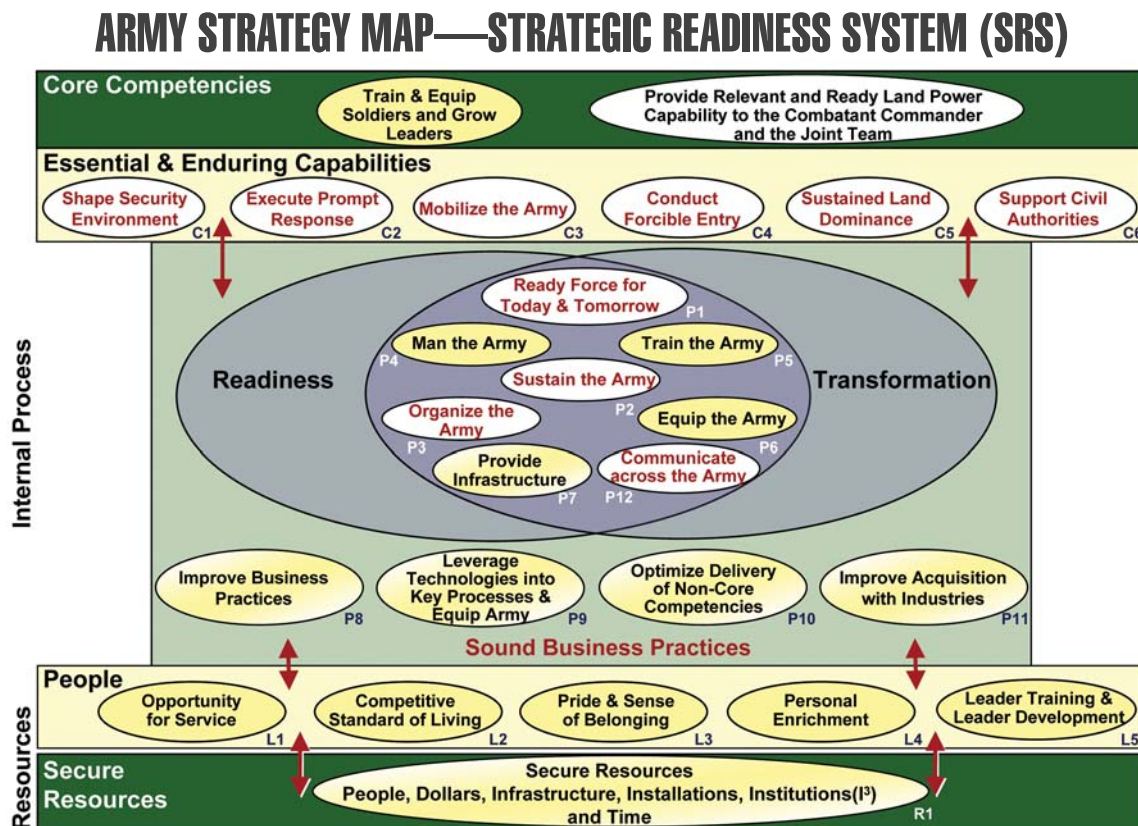 ARMY STRATEGY MAP—STRATEGIC READINESS SYSTEM (SRS)
Core Competencies
Train & Equip
Soldiers and Grow
Leaders
Provide Relevant and Ready Land Power
Capability to the Combatant Commander
and the Joint Team
Essential & Enduring Capabilities
Shape Security
Environment
C1
Execute Prompt
Response
C2
Mobilize the Army
C3
Conduct
Forcible Entry
C4
Sustained Land
Dominance
C5
Support Civil
Authorities
C6
Internal Process
Readiness
Transformation
Ready Force for
Today & Tomorrow
P1
Man the Army
P4
Train the Army
P5
Sustain the Army
P2
Organize the
Army
P3
Equip the Army
P6
Provide
Infrastructure
P7
Communicate
across the Army
P12
Improve Business
Practices
P8
Leverage
Technologies into
Key Processes &
Equip Army
P9
Optimize Delivery
of Non-Core
Competencies
P10
Improve Acquisition
with Industries
P11
Sound Business Practices
Resources
People
Opportunity
for Service
L1
Competitive
Standard of Living
L2
Pride & Sense
of Belonging
L3
Personal
Enrichment
L4
Leader Training &
Leader Development
L5
Secure
Resources
Secure Resources
People, Dollars, Infrastructure, Installations, Institutions(I³)
and Time
R1